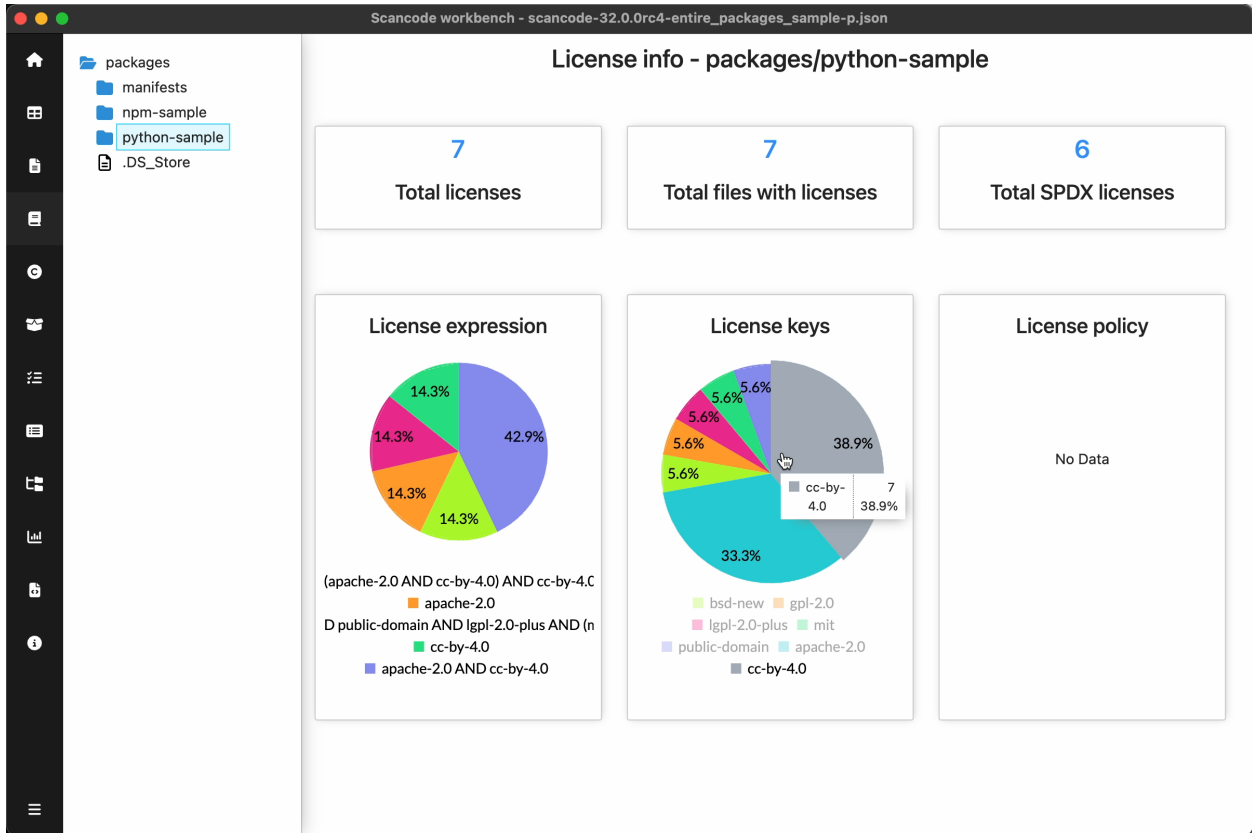 Scancode workbench - scancode-32.0.0rc4-entire_packages_sample-p.json
packages
manifests
npm-sample
python-sample
.DS_Store
License info - packages/python-sample
7
Total licenses
7
Total files with licenses
6
Total SPDX licenses
License expression
14.3%
42.9%
14.3%
14.3%
14.3%
(apache-2.0 AND cc-by-4.0) AND cc-by-4.0
apache-2.0
D public-domain AND lgpl-2.0-plus AND (m
cc-by-4.0
apache-2.0 AND cc-by-4.0
License keys
5.6%
5.6%
5.6%
5.6%
5.6%
38.9%
33.3%
cc-by- 7
4.0 38.9%
bsd-new gpl-2.0
lgpl-2.0-plus mit
public-domain apache-2.0
cc-by-4.0
License policy
No Data